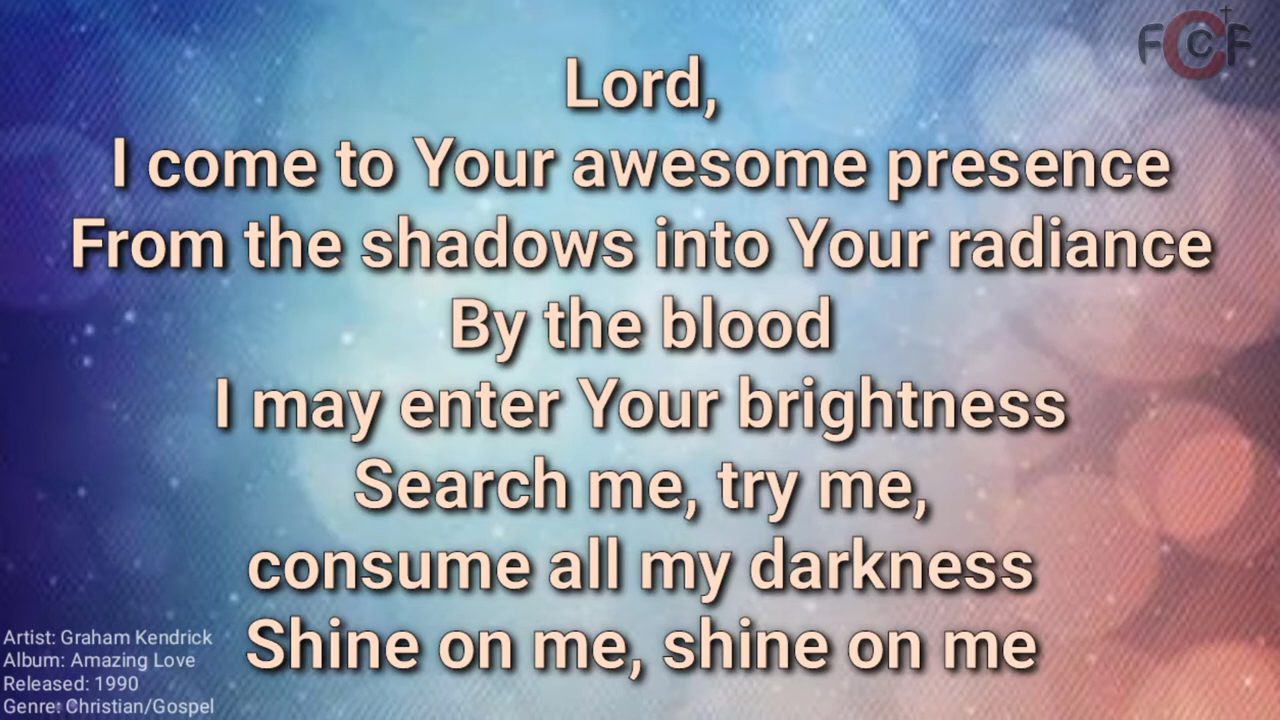 FCCF
Lord,
I come to Your awesome presence
From the shadows into Your radiance
By the blood
I may enter Your brightness
Search me, try me,
consume all my darkness
Shine on me, shine on me
Artist: Graham Kendrick
Album: Amazing Love
Released: 1990
Genre: Christian/Gospel